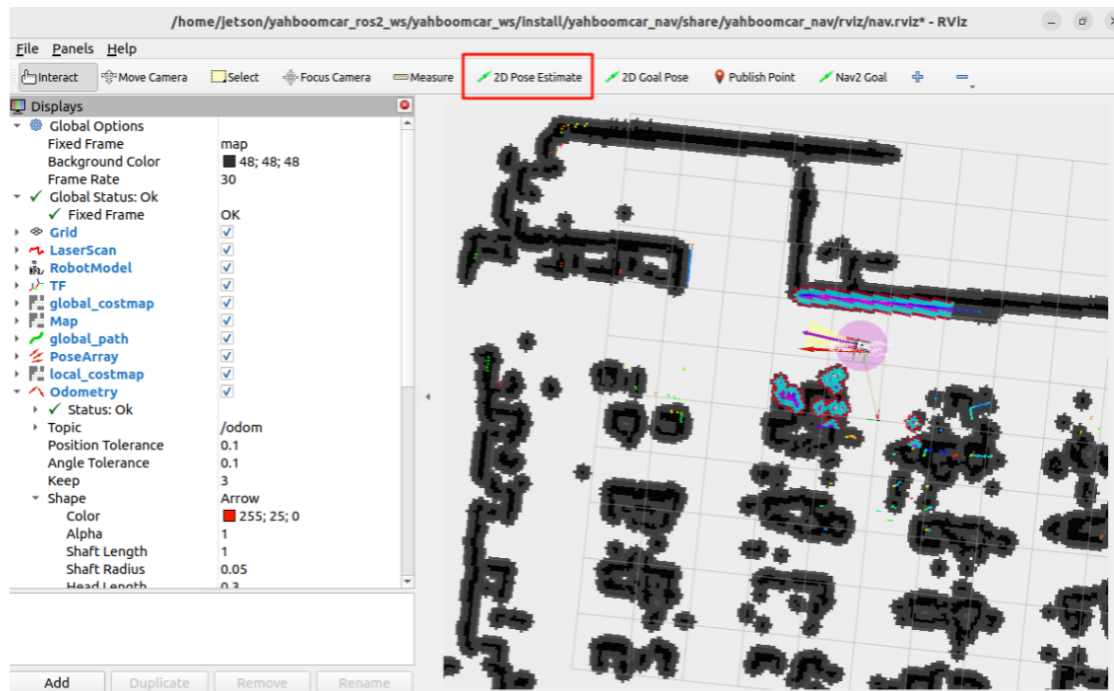 /home/jetson/yahboomcar_ros2_ws/yahboomcar_ws/install/yahboomcar_nav/share/yahboomcar_nav/rviz/nav.rviz* - RViz
File Panels Help
Interact Move Camera Select Focus Camera Measure 2D Pose Estimate 2D Goal Pose Publish Point Nav2 Goal
Displays
Global Options
Fixed Frame map
Background Color 48; 48; 48
Frame Rate 30
Global Status: Ok
Fixed Frame OK
Grid
LaserScan
RobotModel
TF
global_costmap
Map
global_path
PoseArray
local_costmap
Odometry
Status: Ok
Topic /odom
Position Tolerance 0.1
Angle Tolerance 0.1
Keep 3
Shape Arrow
Color 255; 25; 0
Alpha 1
Shaft Length 1
Shaft Radius 0.05
Head Length 0.3
Add Duplicate Remove Rename